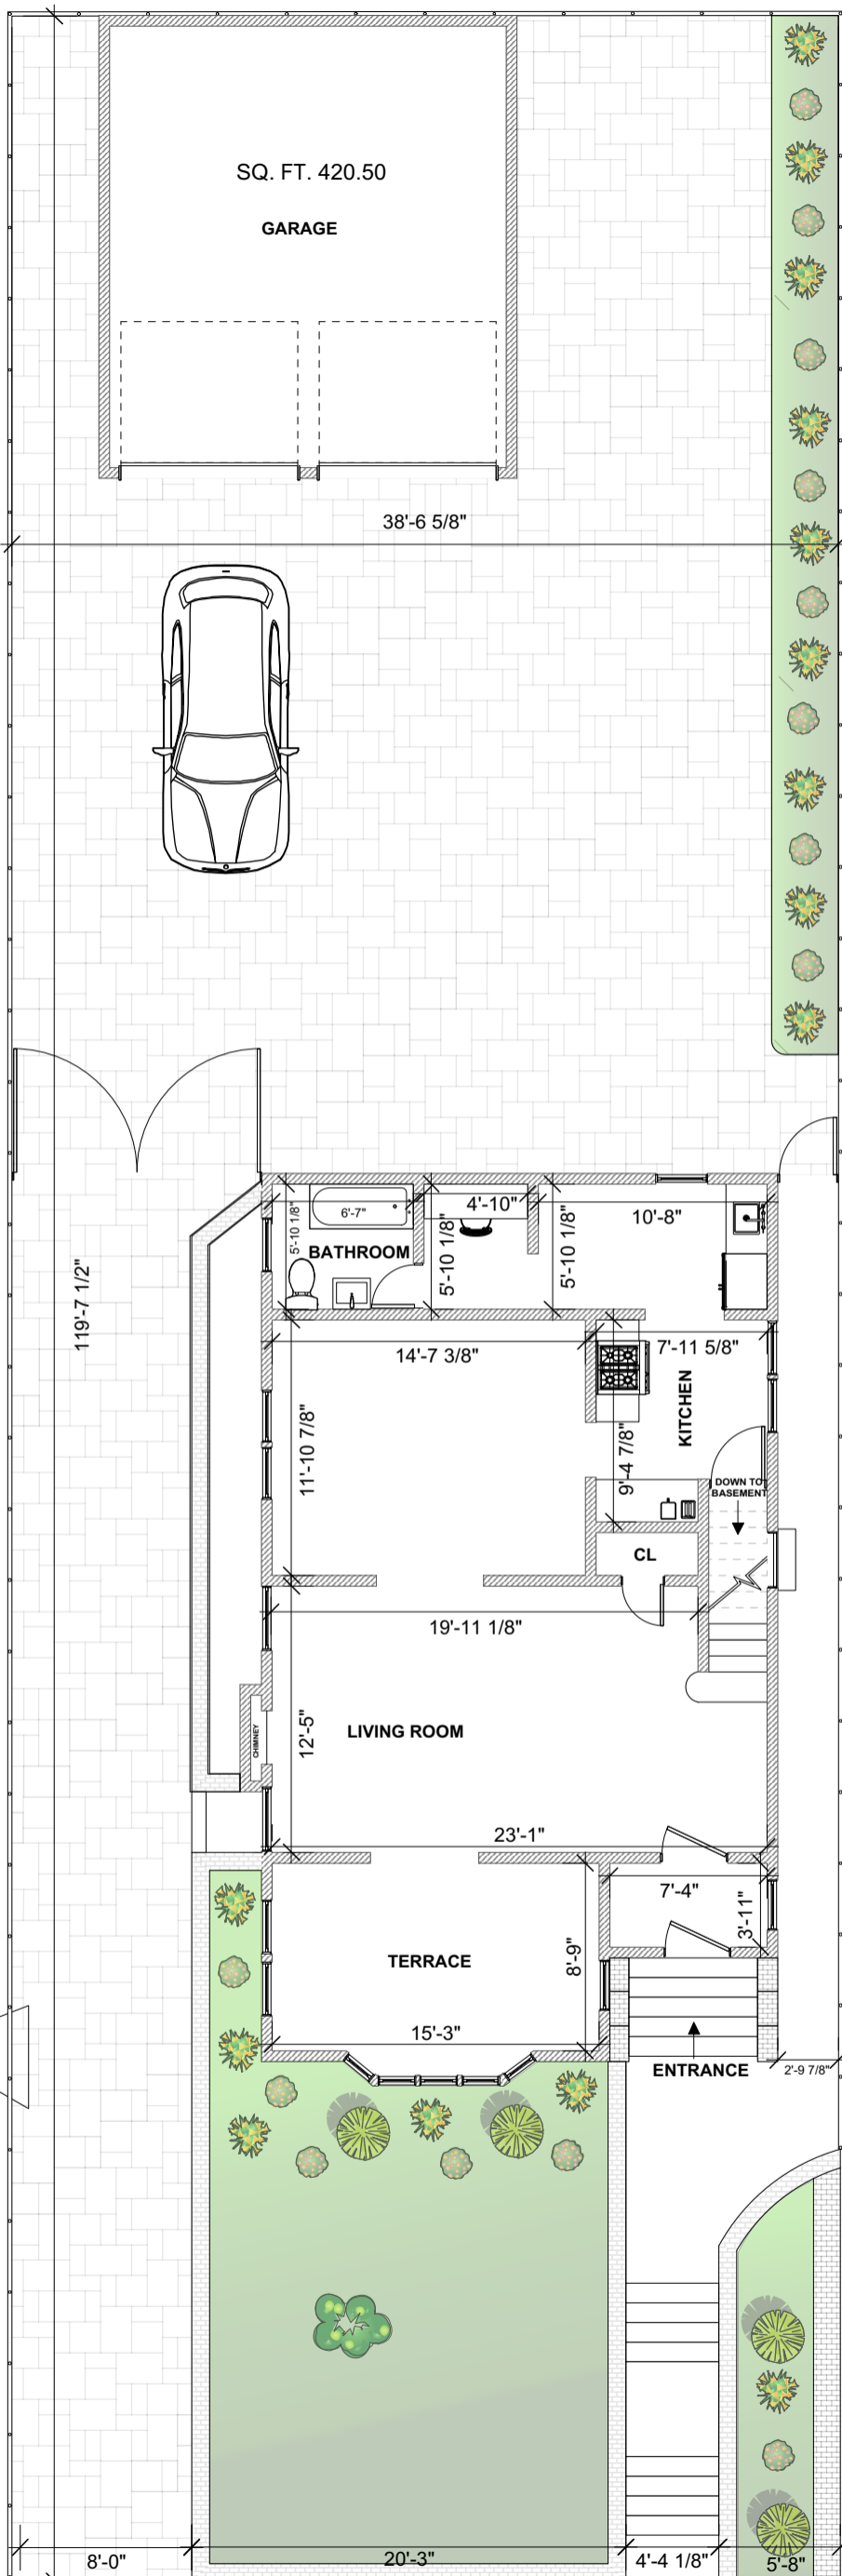 SQ. FT. 420.50
GARAGE
38'-6 5/8"
119'-7 1/2"
5'-10 1/8"
6'-7"
BATHROOM
5'-10 1/8"
4'-10"
5'-10 1/8"
10'-8"
14'-7 3/8"
7'-11 5/8"
KITCHEN
11'-10 7/8"
9'-4 7/8"
DOWN TO
BASEMENT
CL
19'-11 1/8"
12'-5"
LIVING ROOM
CHIMNEY
23'-1"
7'-4"
3'-11"
TERRACE
8'-9"
15'-3"
ENTRANCE
2'-9 7/8"
8'-0"
20'-3"
4'-4 1/8"
5'-8"